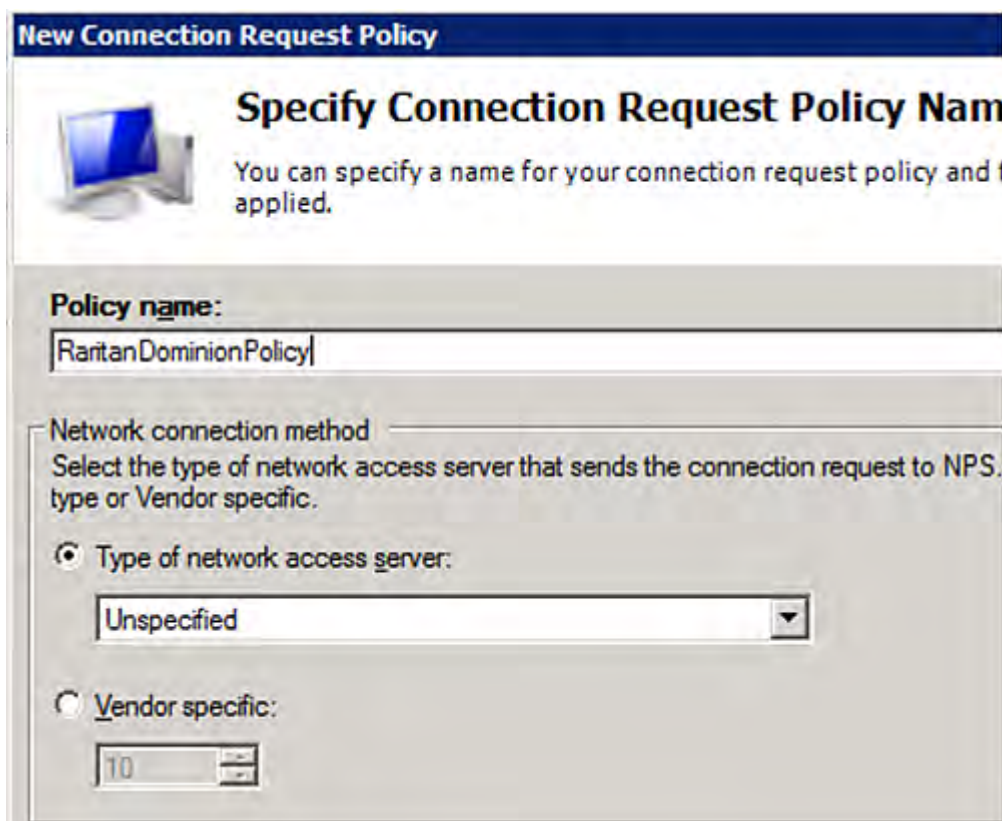 New Connection Request Policy
Specify Connection Request Policy Nam
You can specify a name for your connection request policy and t
applied.
Policy name:
RaritanDominionPolicy
Network connection method
Select the type of network access server that sends the connection request to NPS.
type or Vendor specific.
Type of network access server:
Unspecified
Vendor specific:
10